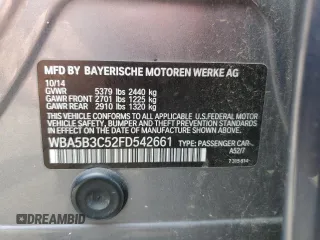 MFD BY BAYERISCHE MOTOREN WERKE AG
10/14
GVWR 5379 lbs 2440 kg
GAWR FRONT 2701 lbs 1225 kg
GAWR REAR 2910 lbs 1320 kg
THIS VEHICLE CONFORMS TO ALL
APPLICABLE U.S.FEDERAL MOTOR
VEHICLE SAFETY, BUMPER AND THEFT
PREVENTION STANDARDS IN EFFECT ON
THE DATE OF MANUFACTURE SHOWN ABOVE.
WBA5B3C52FD542661 TYPE: PASSENGER CAR
A52/7
DREAMBID